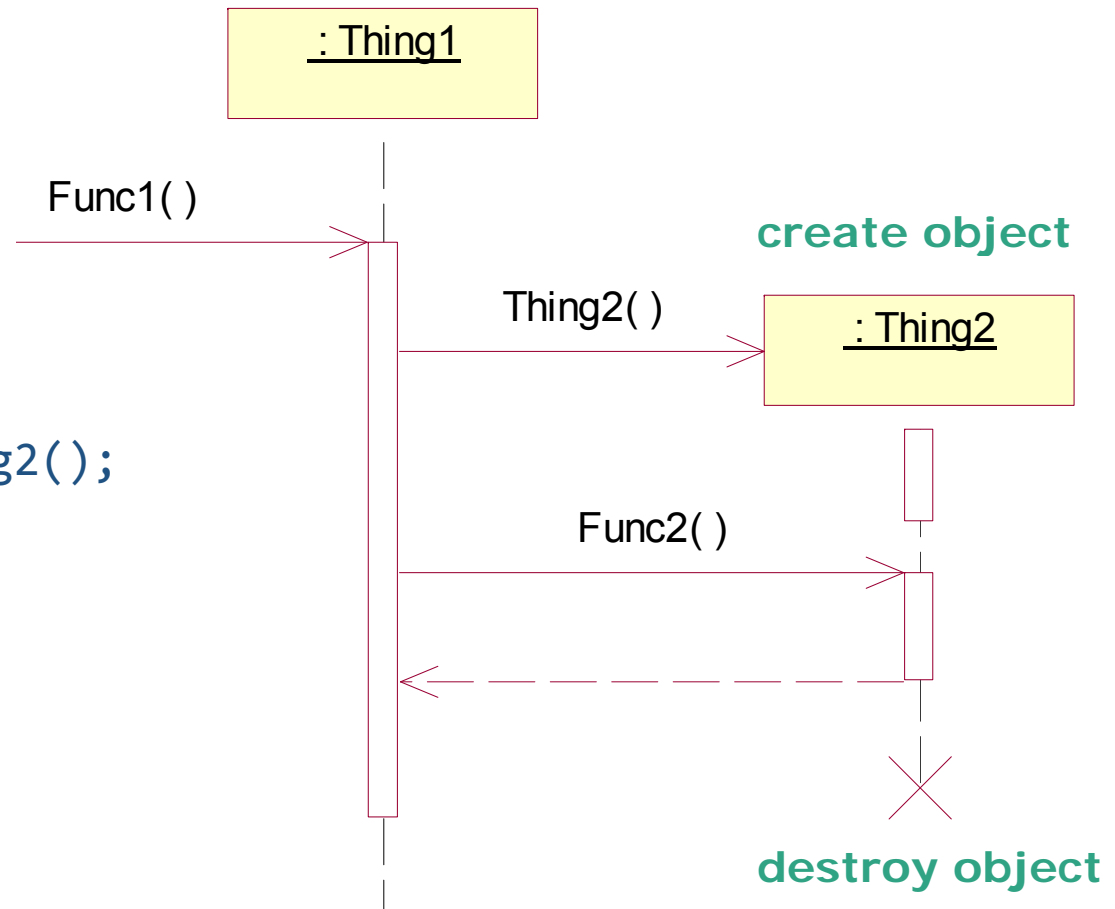 : Thing1
Func1( )
create object
Thing2( )
: Thing2
g2();
Func2( )
destroy object